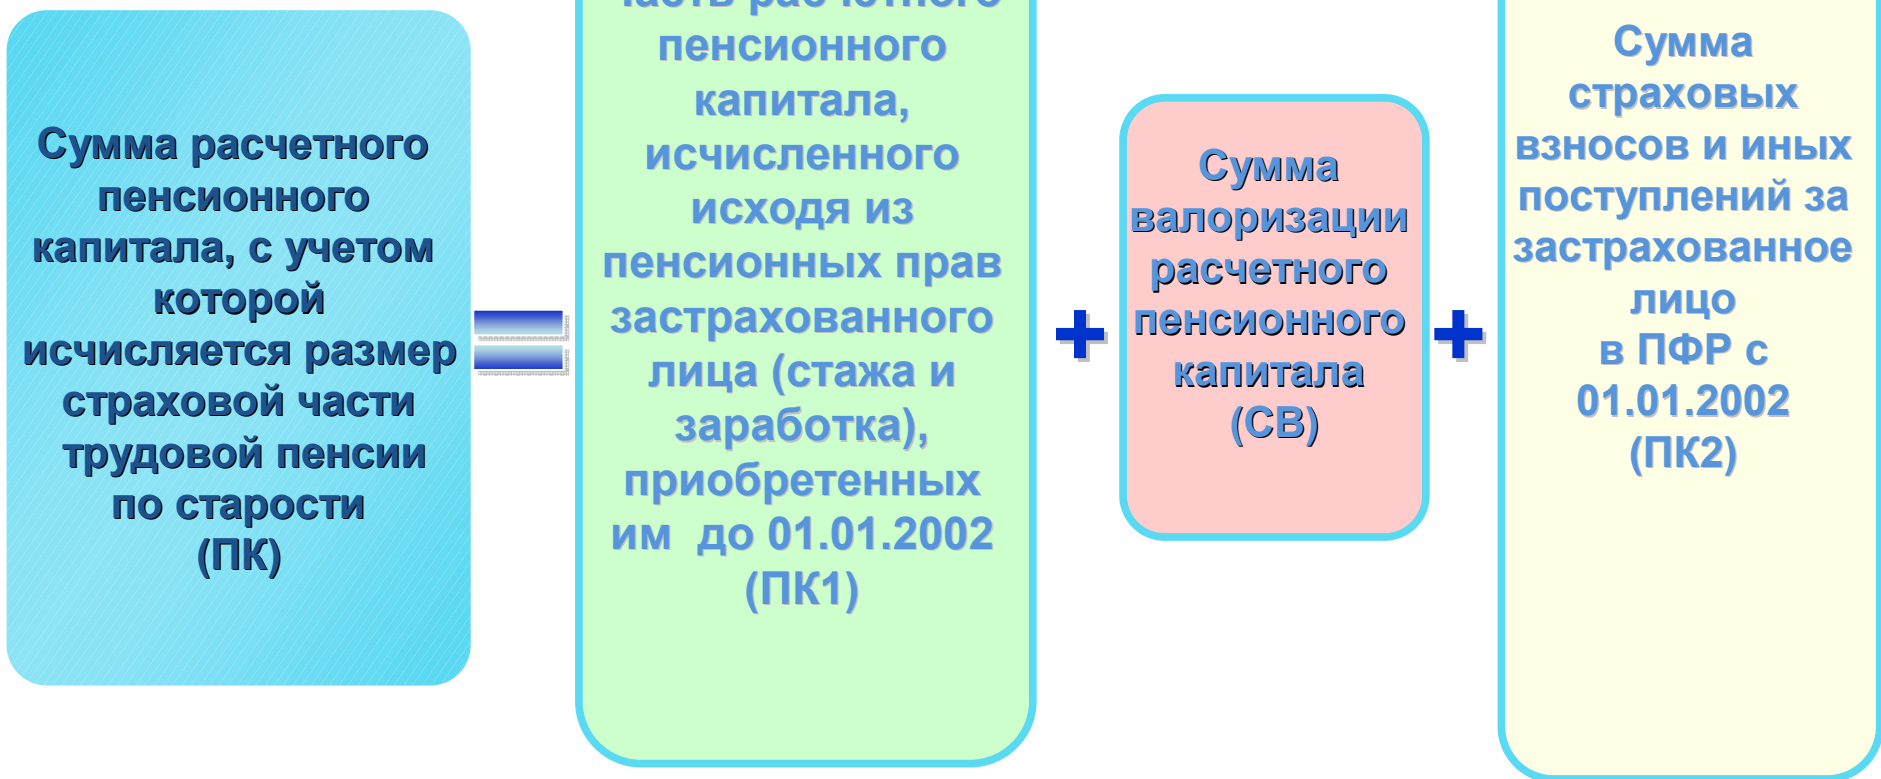 Сумма расчетного
пенсионного
капитала, с учетом
которой
исчисляется размер
страховой части
трудовой пенсии
по старости
(ПК)
=
часть расчетного
пенсионного
капитала,
исчисленного
исходя из
пенсионных прав
застрахованного
лица (стажа и
заработка),
приобретенных
им до 01.01.2002
(ПК1)
+
Сумма
валоризации
расчетного
пенсионного
капитала
(СВ)
+
Сумма
страховых
взносов и иных
поступлений за
застрахованное
лицо
в ПФР с
01.01.2002
(ПК2)